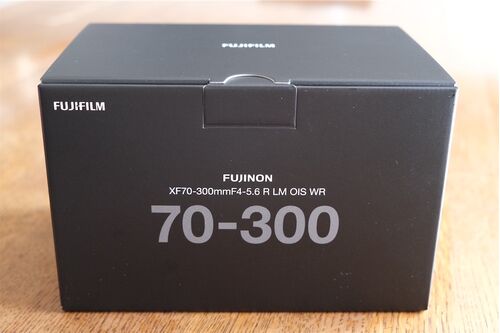 FUJIFILM
FUJIFILM
FUJINON
XF70-300mmF4-5.6 R LM OIS WR
70-300